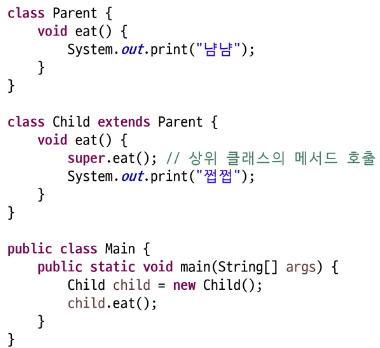 class Parent {
    void eat() {
        System.out.print("냠냠");
    }
}

class Child extends Parent {
    void eat() {
        super.eat(); // 상위 클래스의 메서드 호출
        System.out.print("쩝쩝");
    }
}

public class Main {
    public static void main(String[] args) {
        Child child = new Child();
        child.eat();
    }
}